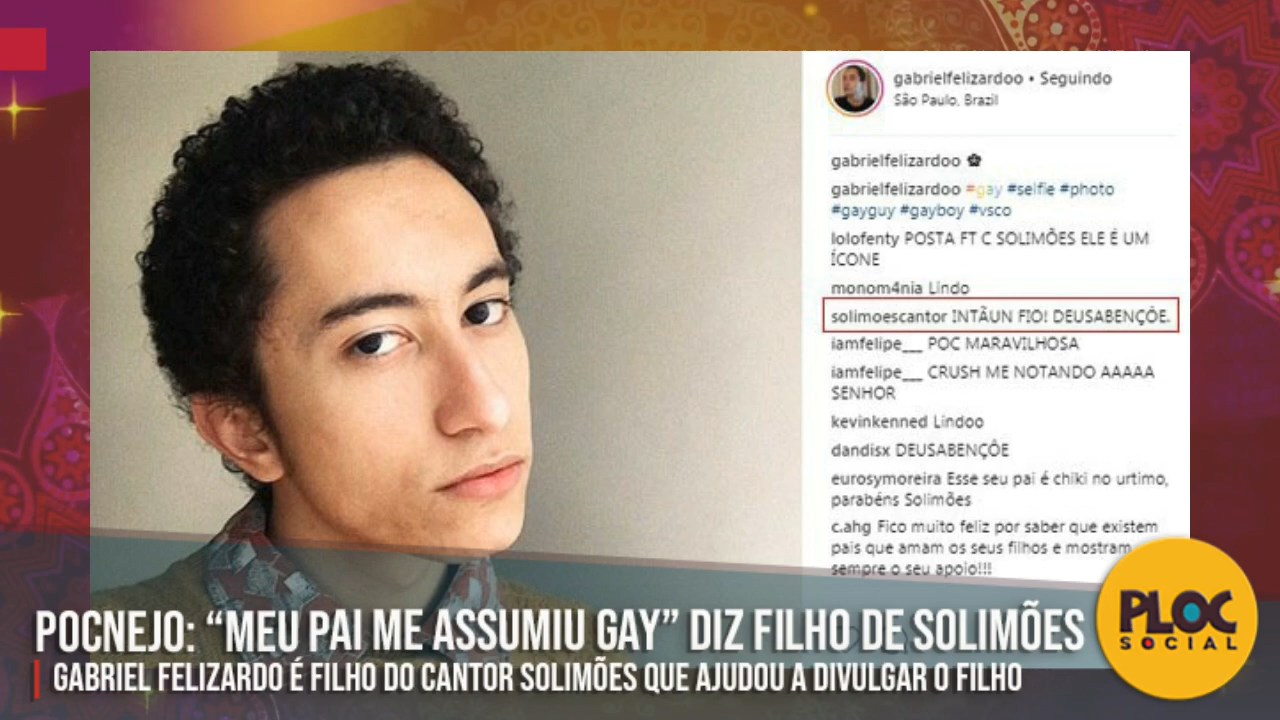 gabrielfelizardoo • Seguindo
São Paulo, Brazil
gabrielfelizardoo
gabrielfelizardoo #gay #selfie #photo
#gayguy #gayboy #vsco
lolofenty POSTA FT C SOLIMÕES ELE É UM
ÍCONE
monom4nia Lindo
solimoescantor INTÃUN FIO! DEUSABENÇÕE.
iamfelipe___ POC MARAVILHOSA
iamfelipe___ CRUSH ME NOTANDO AAAAA
SENHOR
kevinkenned Lindoo
dandisx DEUSABENÇÕE
eurosymoreira Esse seu pai é chiki no urtimo,
parabéns Solimões
c.ahg Fico muito feliz por saber que existem
pais que amam os seus filhos e mostram
sempre o seu apoio!!!
POCNEJO: “MEU PAI ME ASSUMIU GAY” DIZ FILHO DE SOLIMÕES
GABRIEL FELIZARDO É FILHO DO CANTOR SOLIMÕES QUE AJUDOU A DIVULGAR O FILHO
PLOC
SOCIAL